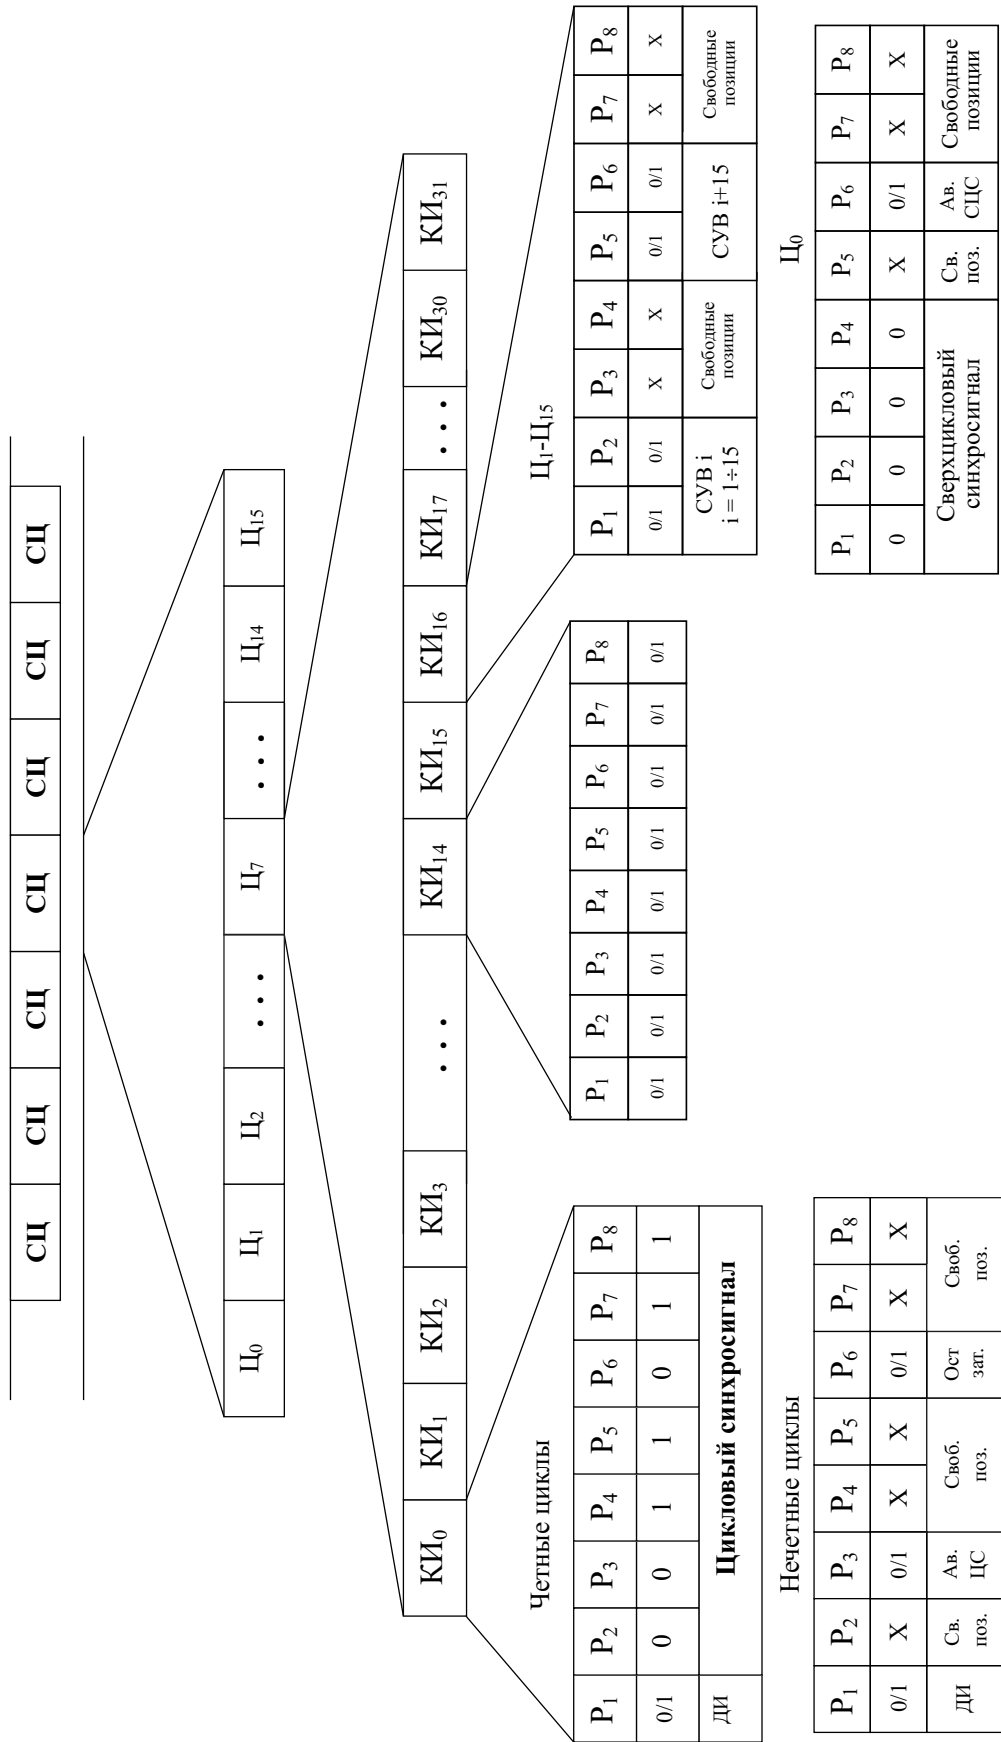 СЦ СЦ СЦ СЦ СЦ СЦ СЦ
Ц0 Ц1 Ц2 ... Ц7 ... Ц14 Ц15
КИ0 КИ1 КИ2 КИ3 ... КИ14 КИ15 КИ16 КИ17 ... КИ30 КИ31
Четные циклы
P1 P2 P3 P4 P5 P6 P7 P8
0/1 0 0 1 1 0 1 1
ДИ Цикловый синхросигнал
Нечетные циклы
P1 P2 P3 P4 P5 P6 P7 P8
0/1 X 0/1 X X 0/1 X X
ДИ Св. Ав. Своб. Ост Своб.
поз. ЦС поз. зат. поз.
P1 P2 P3 P4 P5 P6 P7 P8
0/1 0/1 0/1 0/1 0/1 0/1 0/1 0/1
Ц1-Ц15
P1 P2 P3 P4 P5 P6 P7 P8
0/1 0/1 X X 0/1 0/1 X X
СУВ i Свободные СУВ i+15 Свободные
i = 1÷15 позиции позиции
Ц0
P1 P2 P3 P4 P5 P6 P7 P8
0 0 0 0 X 0/1 X X
Сверхцикловый Св. Ав. Свободные
синхросигнал поз. СЦС позиции